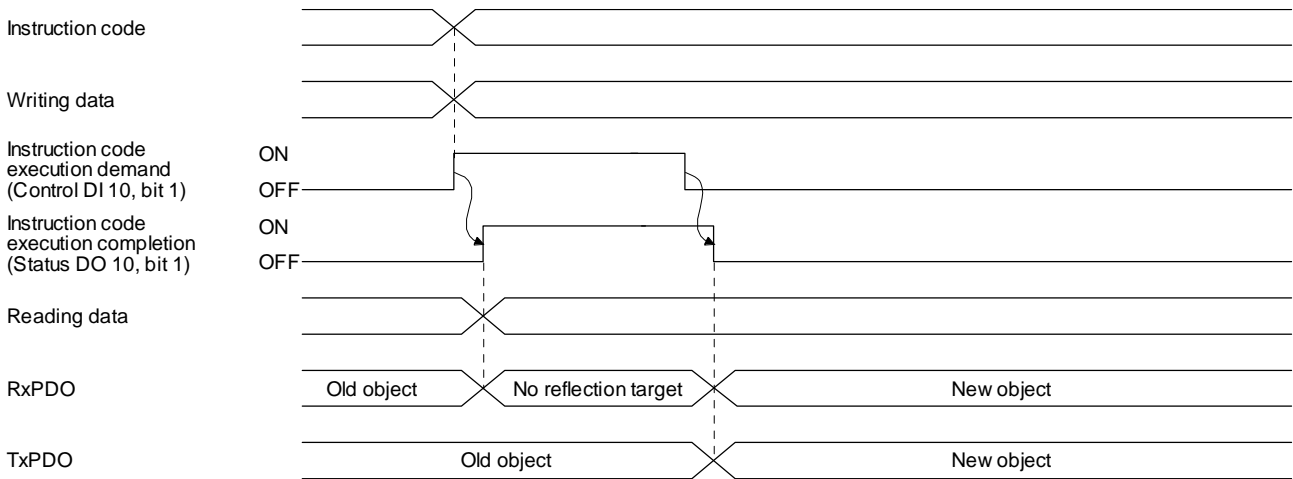 Instruction code
Writing data
Instruction code
execution demand
(Control DI 10, bit 1)
ON
OFF
Instruction code
execution completion
(Status DO 10, bit 1)
ON
OFF
Reading data
RxPDO
Old object
No reflection target
New object
TxPDO
Old object
New object